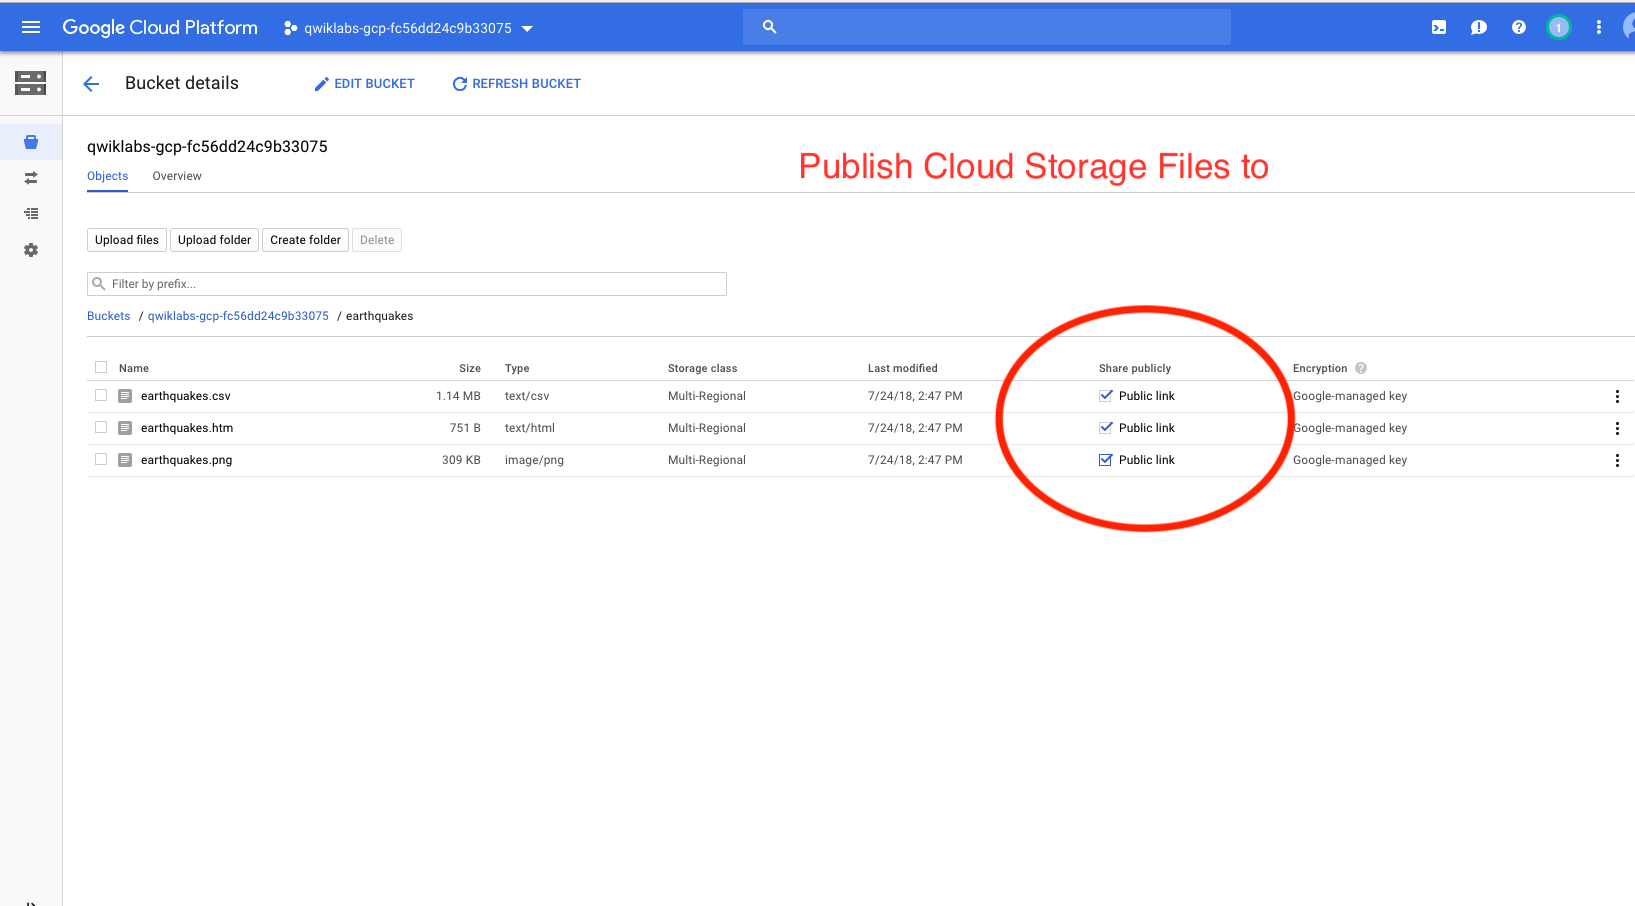 Google Cloud Platform qwiklabs-gcp-fc56dd24c9b33075 1
Bucket details EDIT BUCKET REFRESH BUCKET
qwiklabs-gcp-fc56dd24c9b33075
Publish Cloud Storage Files to
Objects Overview
Upload files Upload folder Create folder Delete
Filter by prefix...
Buckets / qwiklabs-gcp-fc56dd24c9b33075 / earthquakes
Name Size Type Storage class Last modified Share publicly Encryption ?
earthquakes.csv 1.14 MB text/csv Multi-Regional 7/24/18, 2:47 PM Public link Google-managed key
earthquakes.htm 751 B text/html Multi-Regional 7/24/18, 2:47 PM Public link Google-managed key
earthquakes.png 309 KB image/png Multi-Regional 7/24/18, 2:47 PM Public link Google-managed key